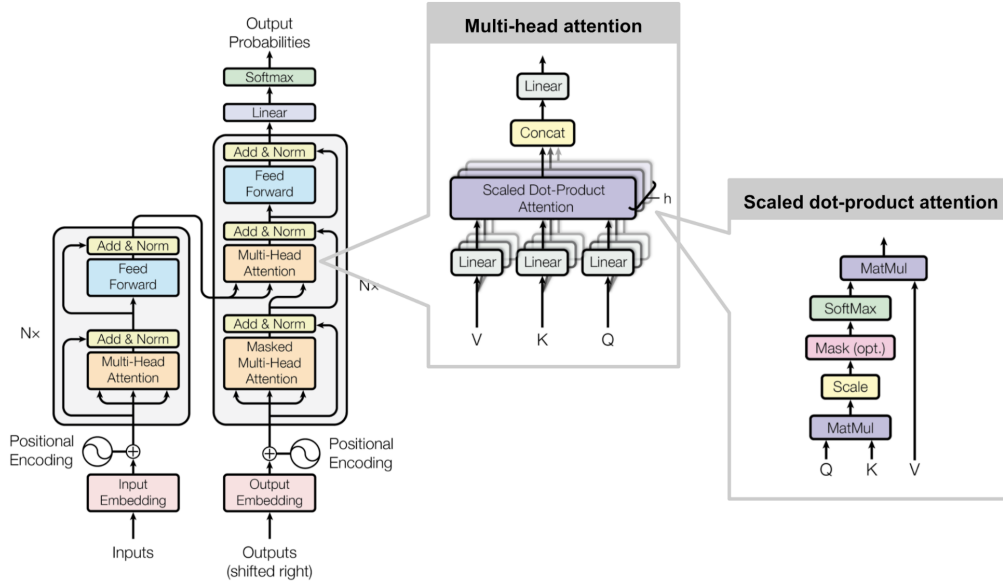 Output
Probabilities
Softmax
Linear
Add & Norm
Feed
Forward
Add & Norm
Multi-Head
Attention
Add & Norm
Masked
Multi-Head
Attention
N×
Positional
Encoding
Output
Embedding
Outputs
(shifted right)
Add & Norm
Feed
Forward
N×
Add & Norm
Multi-Head
Attention
Positional
Encoding
Input
Embedding
Inputs
Multi-head attention
Linear
Concat
Scaled Dot-Product
Attention
h
Linear
Linear
Linear
V
K
Q
Scaled dot-product attention
MatMul
SoftMax
Mask (opt.)
Scale
MatMul
Q
K
V